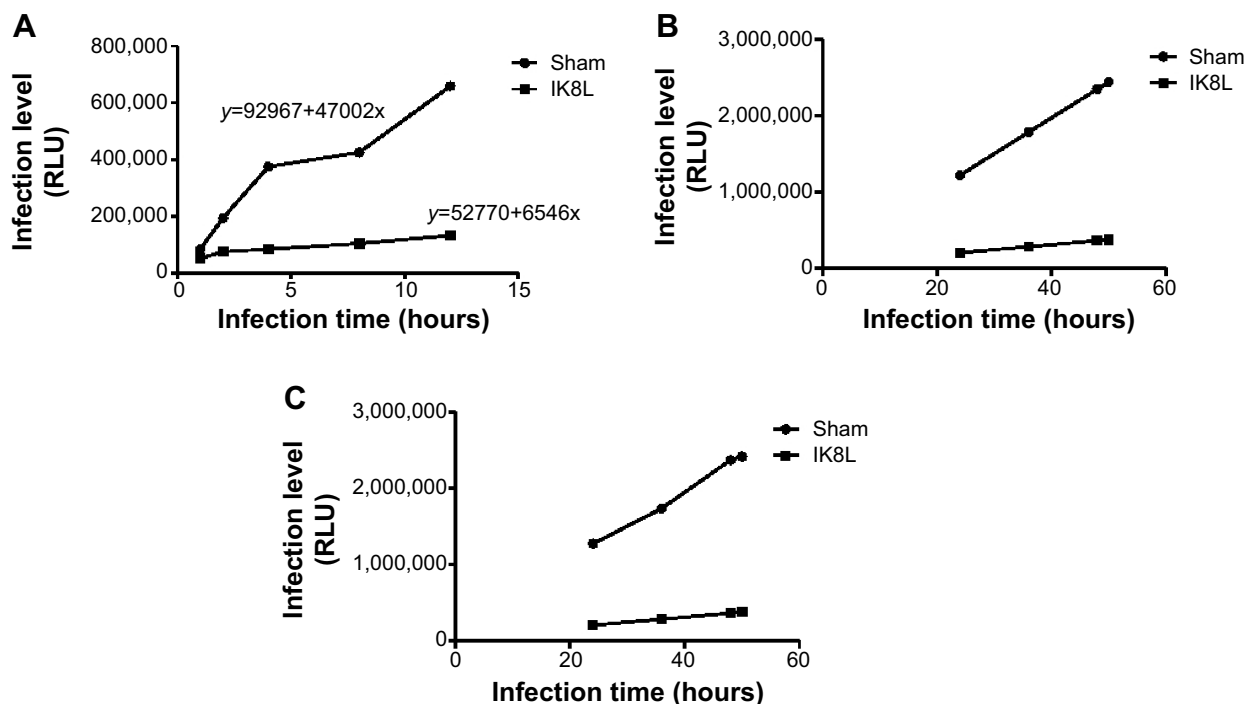 A
Infection level
(RLU)
800,000
600,000
400,000
200,000
0
0
5
10
15
Infection time (hours)
y=92967+47002x
y=52770+6546x
Sham
IK8L
B
Infection level
(RLU)
3,000,000
2,000,000
1,000,000
0
0
20
40
60
Infection time (hours)
Sham
IK8L
C
Infection level
(RLU)
3,000,000
2,000,000
1,000,000
0
0
20
40
60
Infection time (hours)
Sham
IK8L